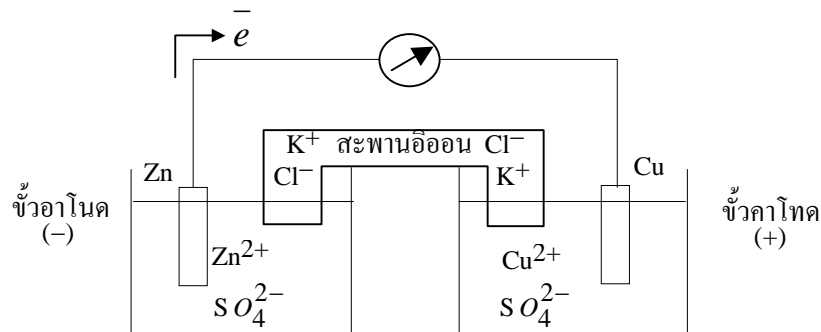 e̅
K⁺ สะพานอิออน Cl⁻
Zn Cl⁻ K⁺ Cu
ขั้วอาโนด
(−)
ขั้วคาโทด
(+)
Zn²⁺ Cu²⁺
SO₄²⁻ SO₄²⁻